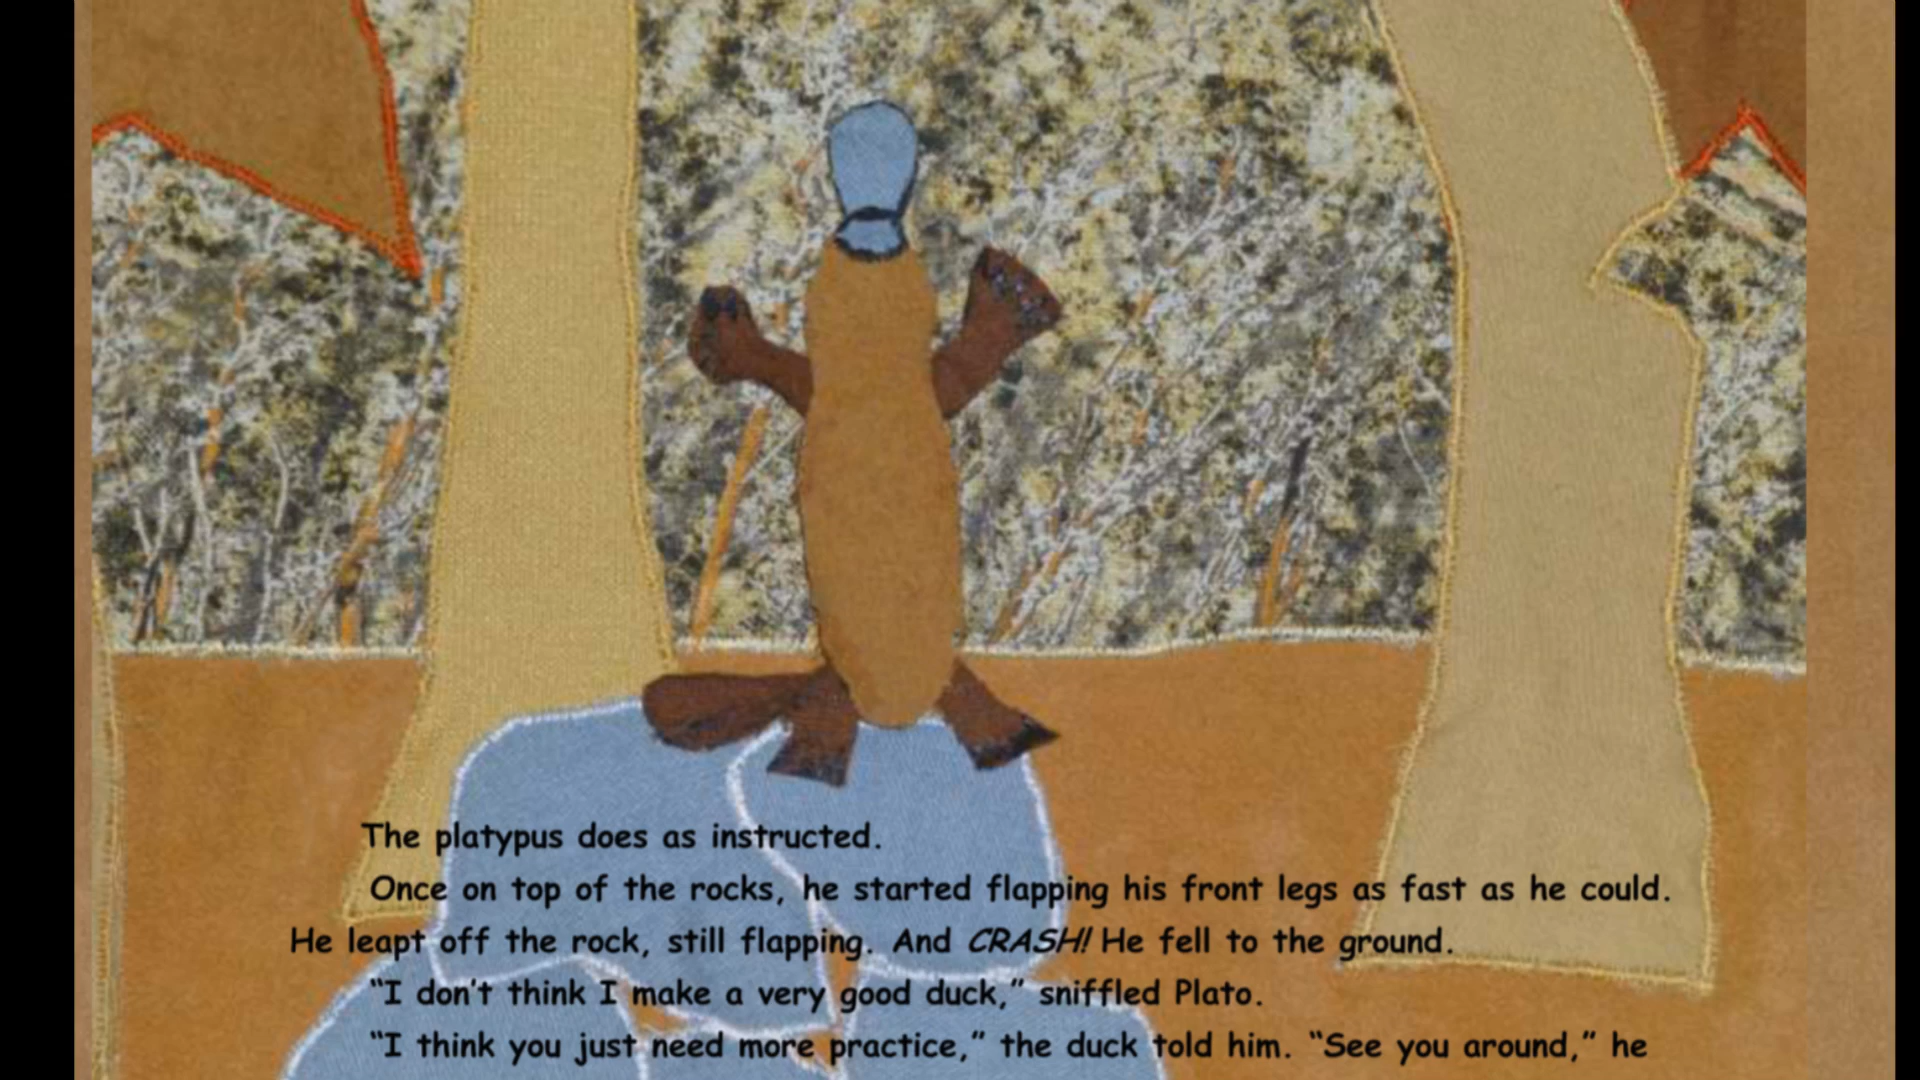 The platypus does as instructed.
Once on top of the rocks, he started flapping his front legs as fast as he could.
He leapt off the rock, still flapping. And CRASH! He fell to the ground.
“I don’t think I make a very good duck,” sniffled Plato.
“I think you just need more practice,” the duck told him. “See you around,” he